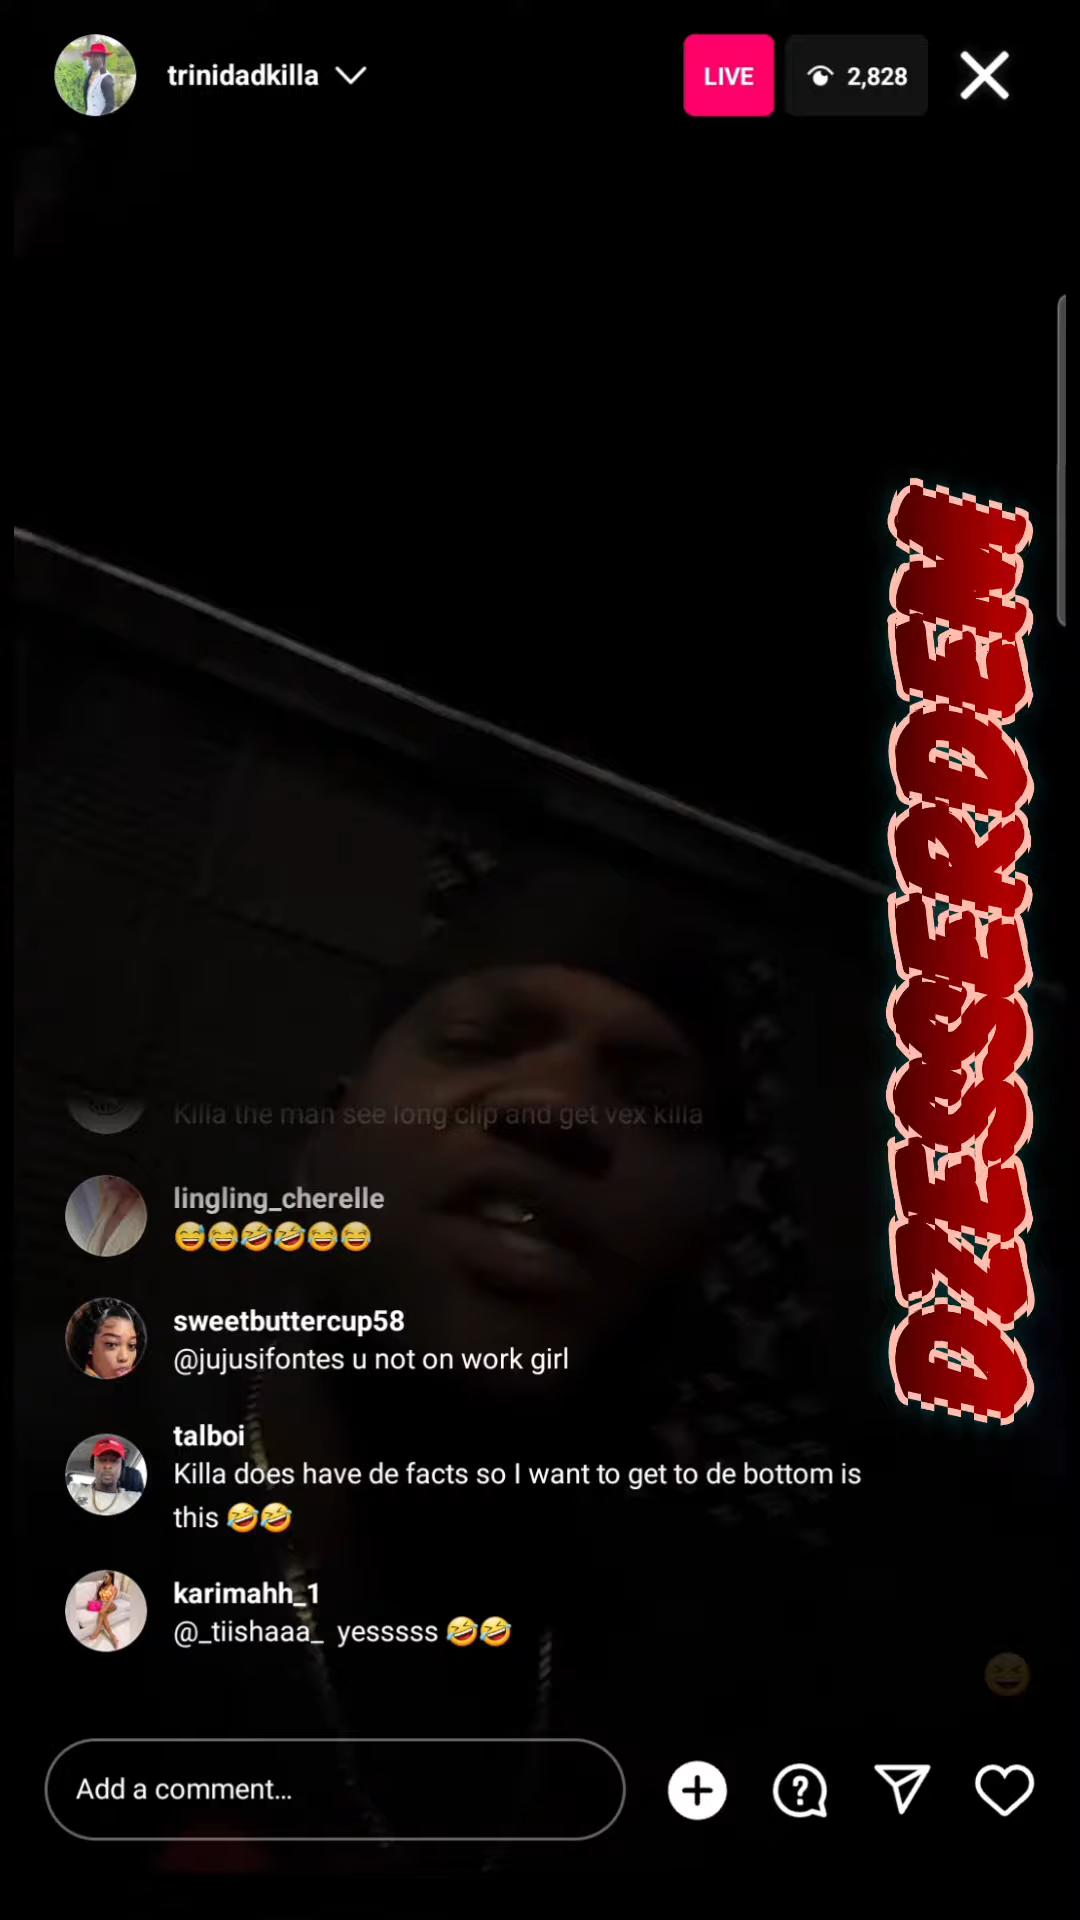 trinidadkilla
LIVE
2,828
DZESSERDEM
Killa the man see long clip and get vex killa
lingling_cherelle
😅😂🤣🤣😂😂
sweetbuttercup58
@jujusifontes u not on work girl
talboi
Killa does have de facts so I want to get to de bottom is
this 🤣🤣
karimahh_1
@_tiishaaa_ yesssss 🤣🤣
Add a comment...